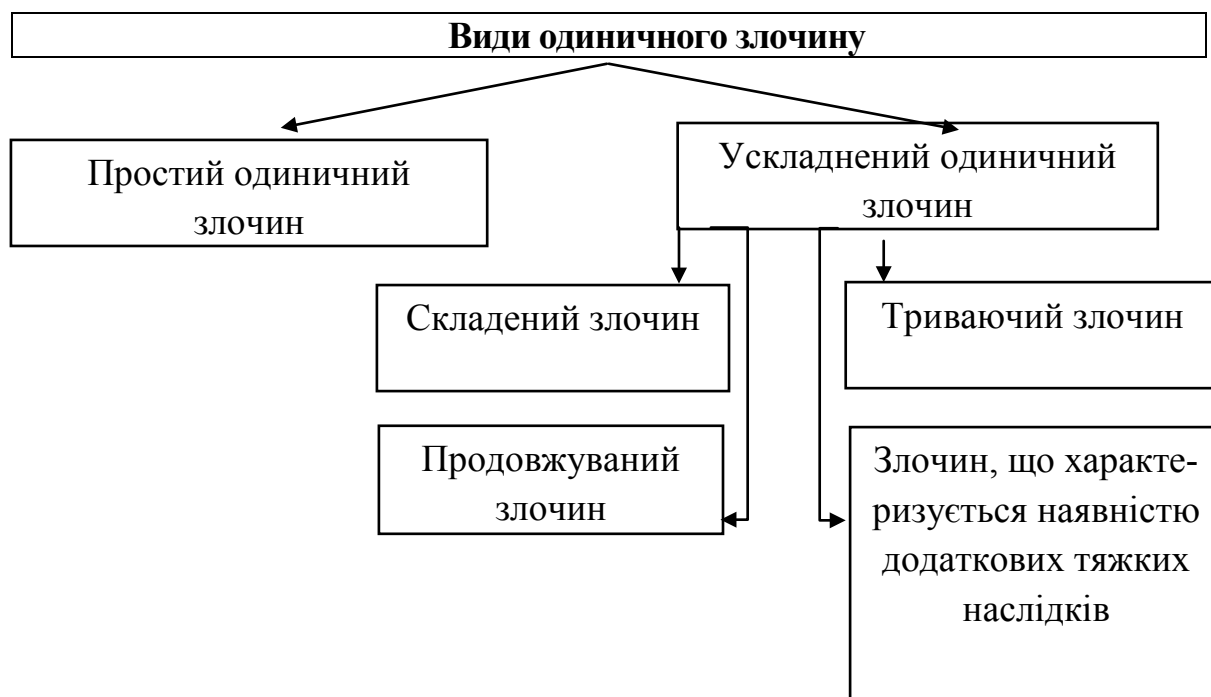 Види одиничного злочину
Простий одиничний
злочин
Ускладнений одиничний
злочин
Складений злочин
Триваючий злочин
Продовжуваний
злочин
Злочин, що характе-
ризується наявністю
додаткових тяжких
наслідків